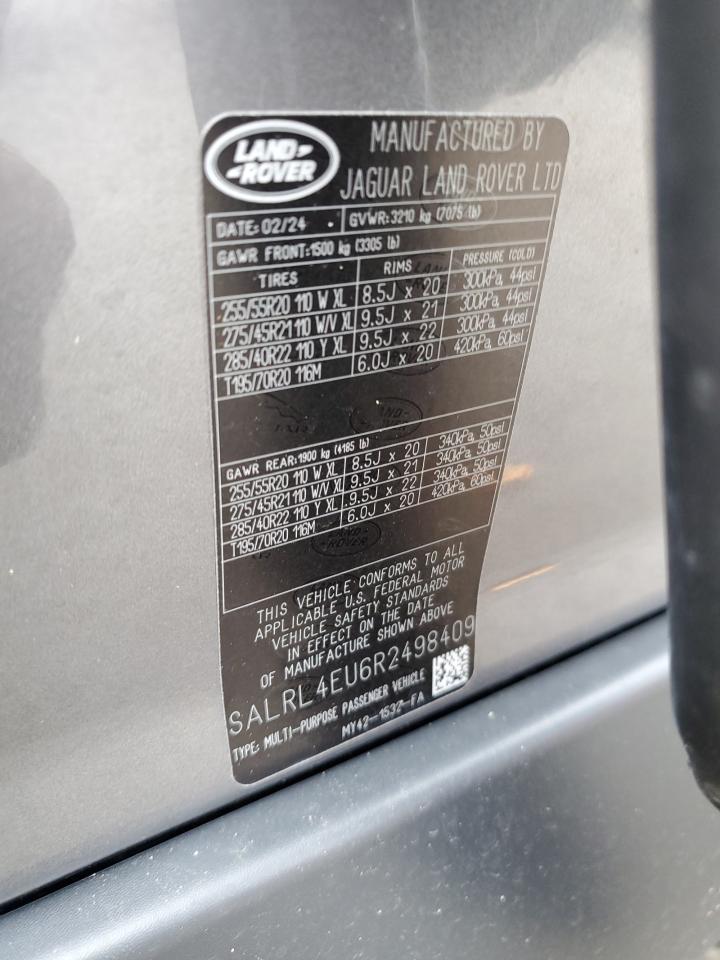 LAND-
-ROVER
MANUFACTURED BY
JAGUAR LAND ROVER LTD
DATE: 02/24 GVWR: 3210 kg (7075 lb)
GAWR FRONT: 1500 kg (3305 lb)
TIRES RIMS PRESSURE (COLD)
255/55R20 110 W XL 8.5J x 20 300kPa, 44psi
275/45R21 110 W/V XL 9.5J x 21 300kPa, 44psi
285/40R22 110 Y XL 9.5J x 22 300kPa, 44psi
T195/70R20 116M 6.0J x 20 420kPa, 60psi
LAND-
-ROVER
GAWR REAR: 1900 kg (4185 lb)
255/55R20 110 W XL 8.5J x 20 340kPa, 50psi
275/45R21 110 W/V XL 9.5J x 21 340kPa, 50psi
285/40R22 110 Y XL 9.5J x 22 340kPa, 50psi
T195/70R20 116M 6.0J x 20 420kPa, 60psi
LAND-
-ROVER
THIS VEHICLE CONFORMS TO ALL
APPLICABLE U.S. FEDERAL MOTOR
VEHICLE SAFETY STANDARDS
IN EFFECT ON THE DATE
OF MANUFACTURE SHOWN ABOVE
SALRL4EU6R2498409
TYPE: MULTI-PURPOSE PASSENGER VEHICLE
MY42-1532-FA